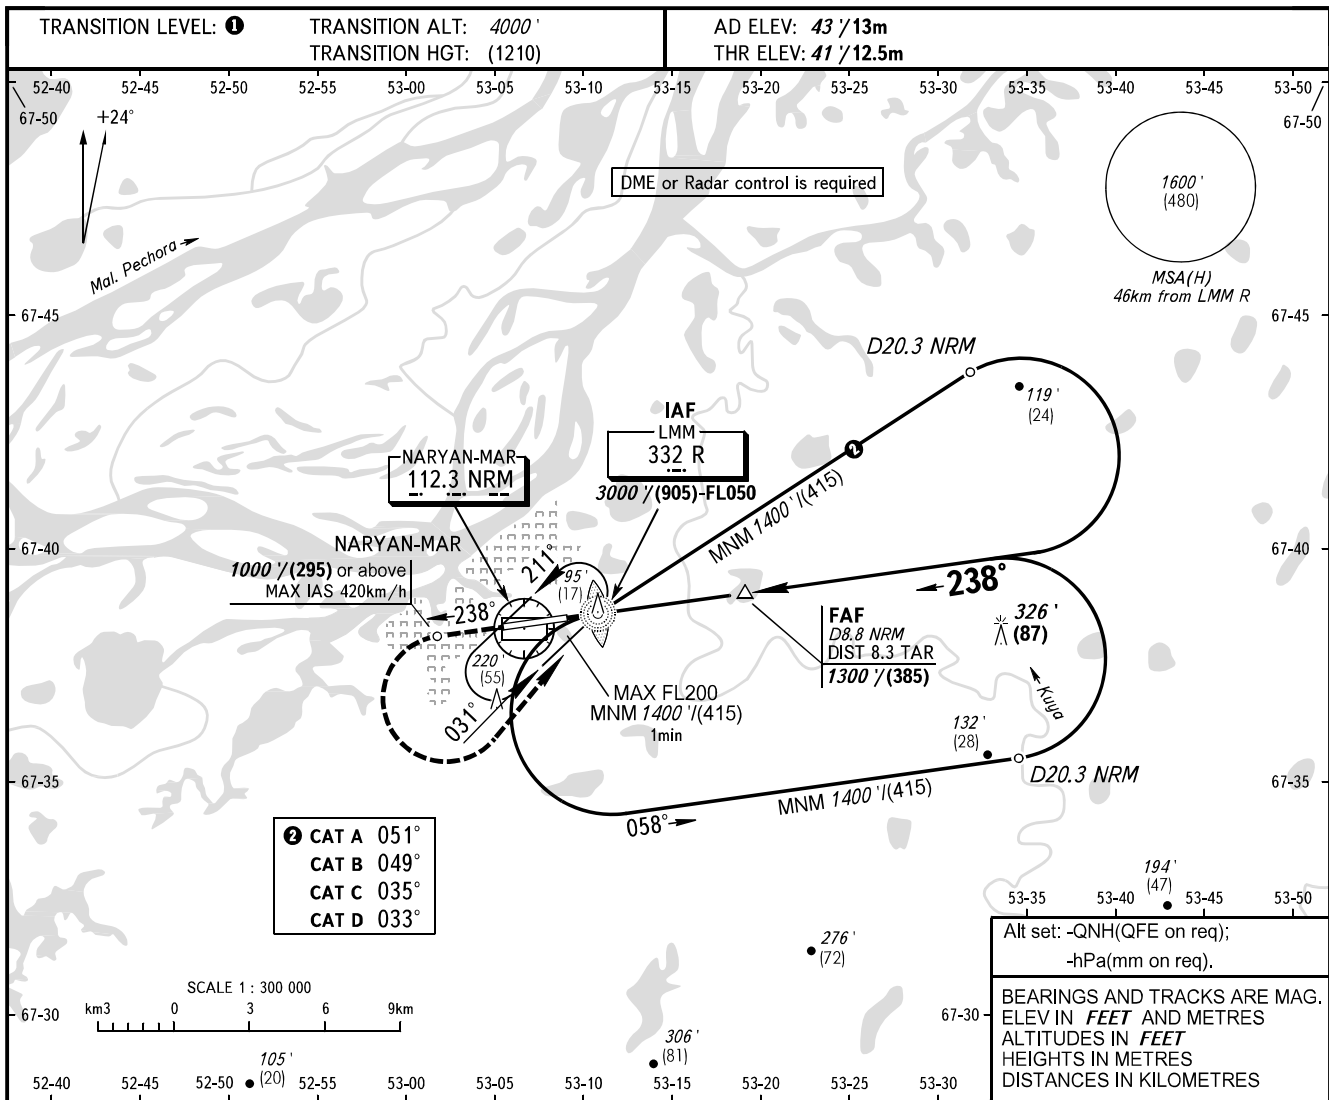 TRANSITION LEVEL: ❶ TRANSITION ALT: 4000 '
TRANSITION HGT: (1210)
AD ELEV: 43 '/13m
THR ELEV: 41 '/12.5m
52-40 52-45 52-50 52-55 53-00 53-05 53-10 53-15 53-20 53-25 53-30 53-35 53-40 53-45 53-50
67-50 67-50
+24°
DME or Radar control is required
1600 '
(480)
MSA(H)
46km from LMM R
Mal. Pechora
67-45 67-45
D20.3 NRM
119 '
(24)
IAF
LMM
332 R
3000 '/(905)-FL050
NARYAN-MAR
112.3 NRM
2
MNM 1400 '/(415)
67-40 67-40
NARYAN-MAR
1000 '/(295) or above
MAX IAS 420km/h
211°
95 '
(17)
238°
238°
FAF
D8.8 NRM
DIST 8.3 TAR
1300 '/(385)
326 '
(87)
220 '
(55)
MAX FL200
MNM 1400 '/(415)
1min
031°
Kuya
132 '
(28)
D20.3 NRM
67-35 67-35
MNM 1400 '/(415)
058°
❷ CAT A 051°
CAT B 049°
CAT C 035°
CAT D 033°
194 '
(47)
53-35 53-40 53-45 53-50
276 '
(72)
Alt set: -QNH(QFE on req);
-hPa(mm on req).
SCALE 1 : 300 000
km3 0 3 6 9km
67-30 67-30
BEARINGS AND TRACKS ARE MAG.
ELEV IN FEET AND METRES
ALTITUDES IN FEET
HEIGHTS IN METRES
DISTANCES IN KILOMETRES
306 '
(81)
105 '
(20)
52-40 52-45 52-50 52-55 53-00 53-05 53-10 53-15 53-20 53-25 53-30